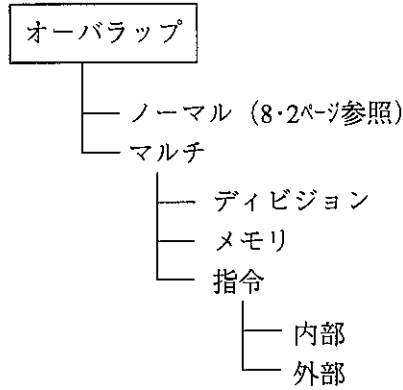 オーバラップ
ノーマル（8・2ページ参照）
マルチ
ディビジョン
メモリ
指令
内部
外部